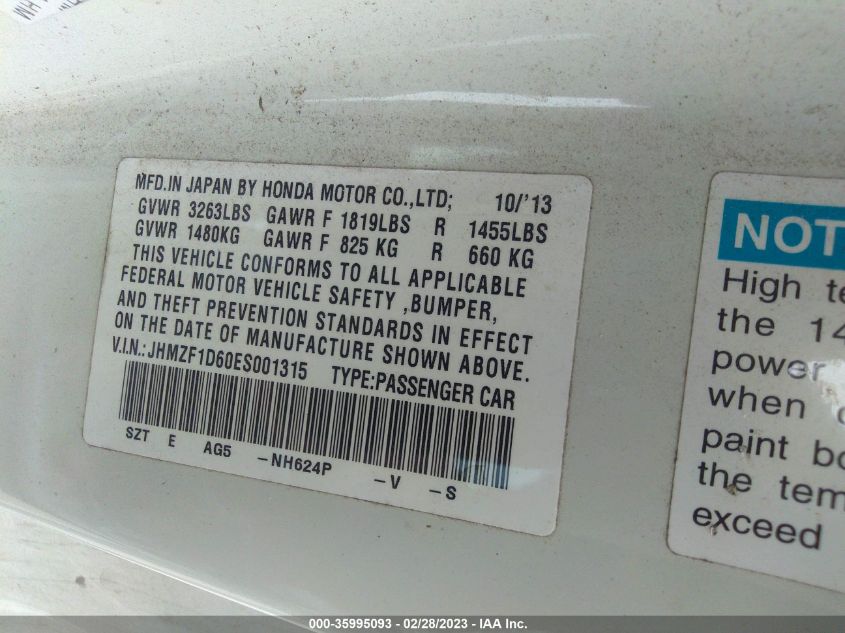 MFD.IN JAPAN BY HONDA MOTOR CO.,LTD; 10/'13
GVWR 3263LBS GAWR F 1819LBS R 1455LBS
GVWR 1480KG GAWR F 825 KG R 660 KG
THIS VEHICLE CONFORMS TO ALL APPLICABLE
FEDERAL MOTOR VEHICLE SAFETY ,BUMPER,
AND THEFT PREVENTION STANDARDS IN EFFECT
ON THE DATE OF MANUFACTURE SHOWN ABOVE.
V.I.N.: JHMZF1D60ES001315 TYPE:PASSENGER CAR
SZT E AG5 -NH624P -V -S
NOT
High te
the 14
power
when
paint bo
the tem
exceed
000-35995093 - 02/28/2023 - IAA Inc.